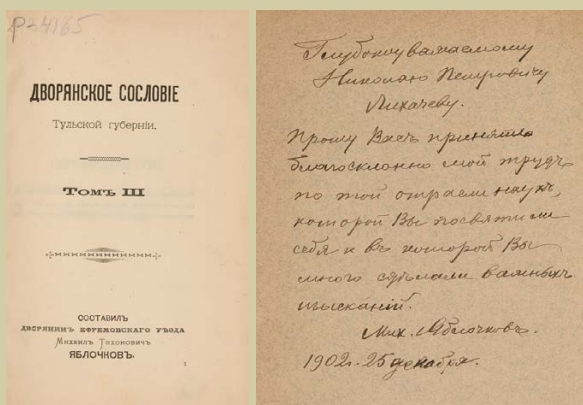 Р-4165
ДВОРЯНСКОЕ СОСЛОВІЕ
Тульской губерніи.
Томъ III
СОСТАВИЛЪ
ДВОРЯНИНЪ ЕФРЕМОВСКАГО УѢЗДА
Михаилъ Тихоновичъ
ЯБЛОЧКОВЪ.
Глубокоуважаемому
Николаю Петровичу
Лихачеву.
Прошу Васъ принять
благосклонно мой трудъ
по той отрасли наукъ,
которой Вы посвятили
себя и въ которой Вы
много сдѣлали важныхъ
изысканій.
Мих. Яблочковъ.
1902 г. 25 декабря.